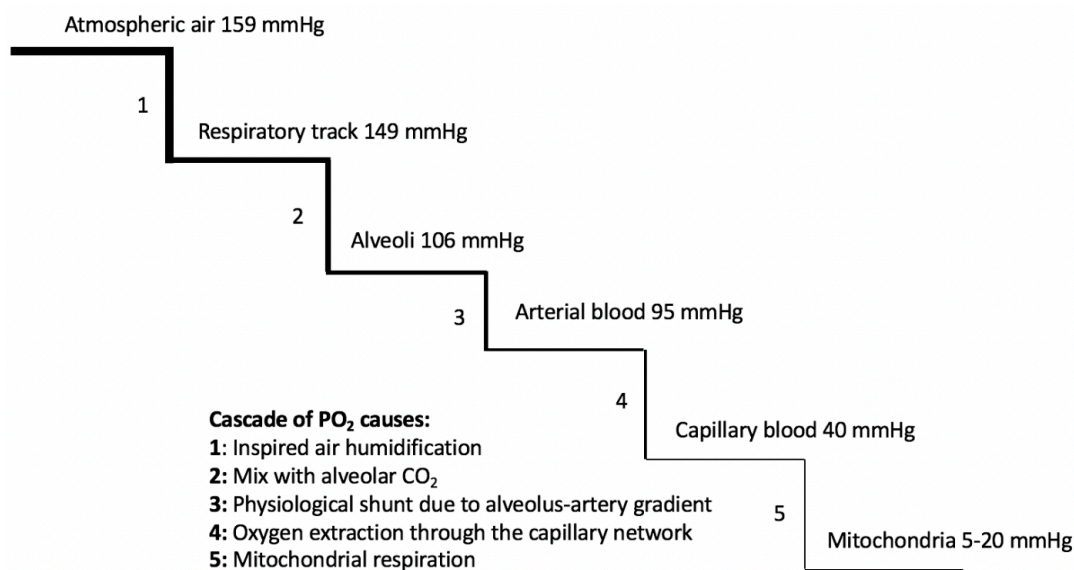 Atmospheric air 159 mmHg
1
Respiratory track 149 mmHg
2
Alveoli 106 mmHg
3
Arterial blood 95 mmHg
4
Capillary blood 40 mmHg
5
Mitochondria 5-20 mmHg
Cascade of PO₂ causes:
1: Inspired air humidification
2: Mix with alveolar CO₂
3: Physiological shunt due to alveolus-artery gradient
4: Oxygen extraction through the capillary network
5: Mitochondrial respiration